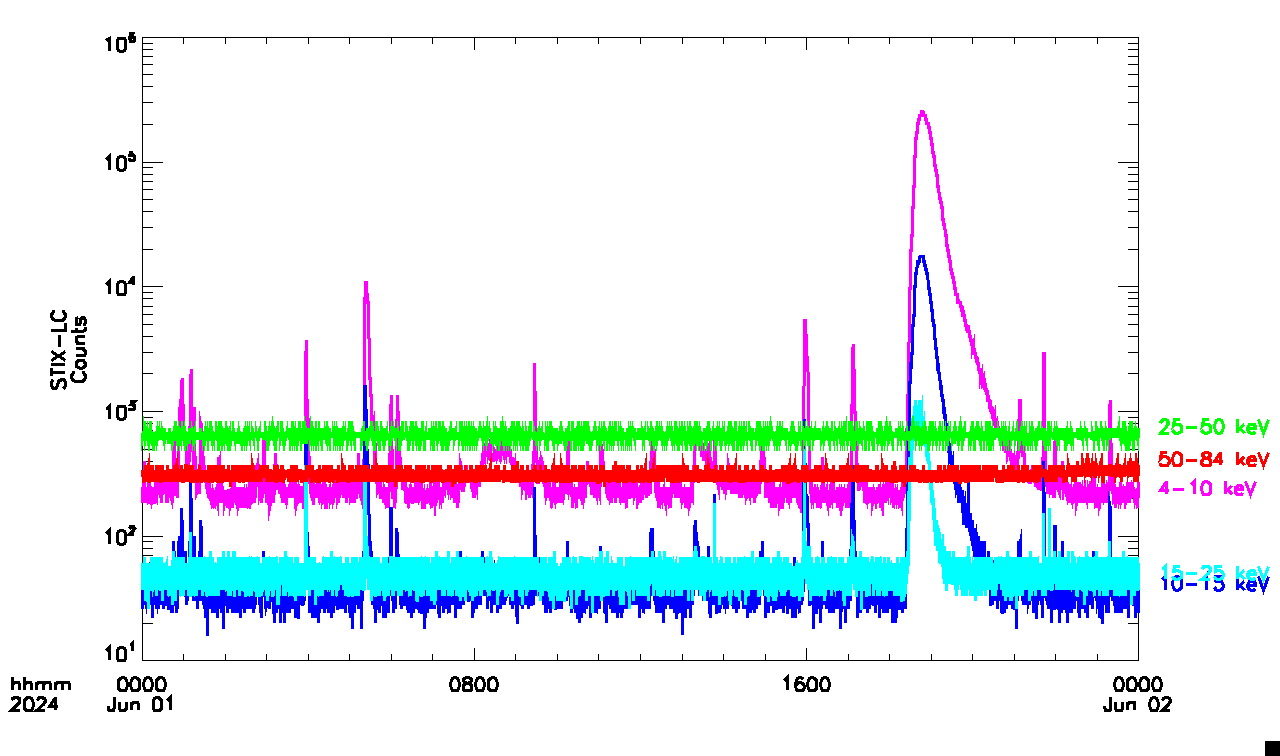 10⁶
10⁵
10⁴
10³
10²
10¹
STIX-LC
Counts
25-50 keV
50-84 keV
4-10 keV
15-25 keV
10-15 keV
hhmm 0000 0800 1600 0000
2024 Jun 01 Jun 02